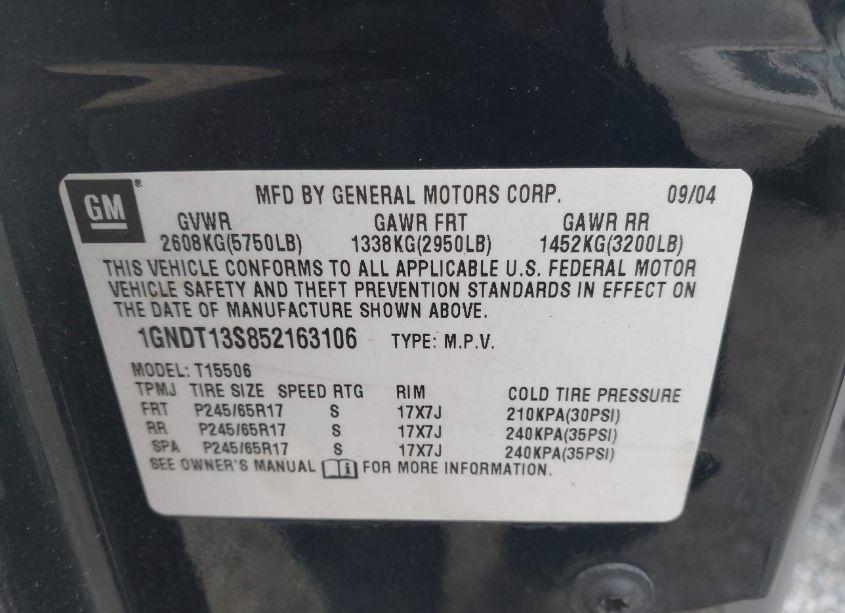 GM ® MFD BY GENERAL MOTORS CORP. 09/04
GVWR GAWR FRT GAWR RR
2608KG(5750LB) 1338KG(2950LB) 1452KG(3200LB)
THIS VEHICLE CONFORMS TO ALL APPLICABLE U.S. FEDERAL MOTOR
VEHICLE SAFETY AND THEFT PREVENTION STANDARDS IN EFFECT ON
THE DATE OF MANUFACTURE SHOWN ABOVE.
1GNDT13S852163106 TYPE: M.P.V.
MODEL: T15506
TPMJ TIRE SIZE SPEED RTG RIM COLD TIRE PRESSURE
FRT P245/65R17 S 17X7J 210KPA(30PSI)
RR P245/65R17 S 17X7J 240KPA(35PSI)
SPA P245/65R17 S 17X7J 240KPA(35PSI)
SEE OWNER'S MANUAL FOR MORE INFORMATION.